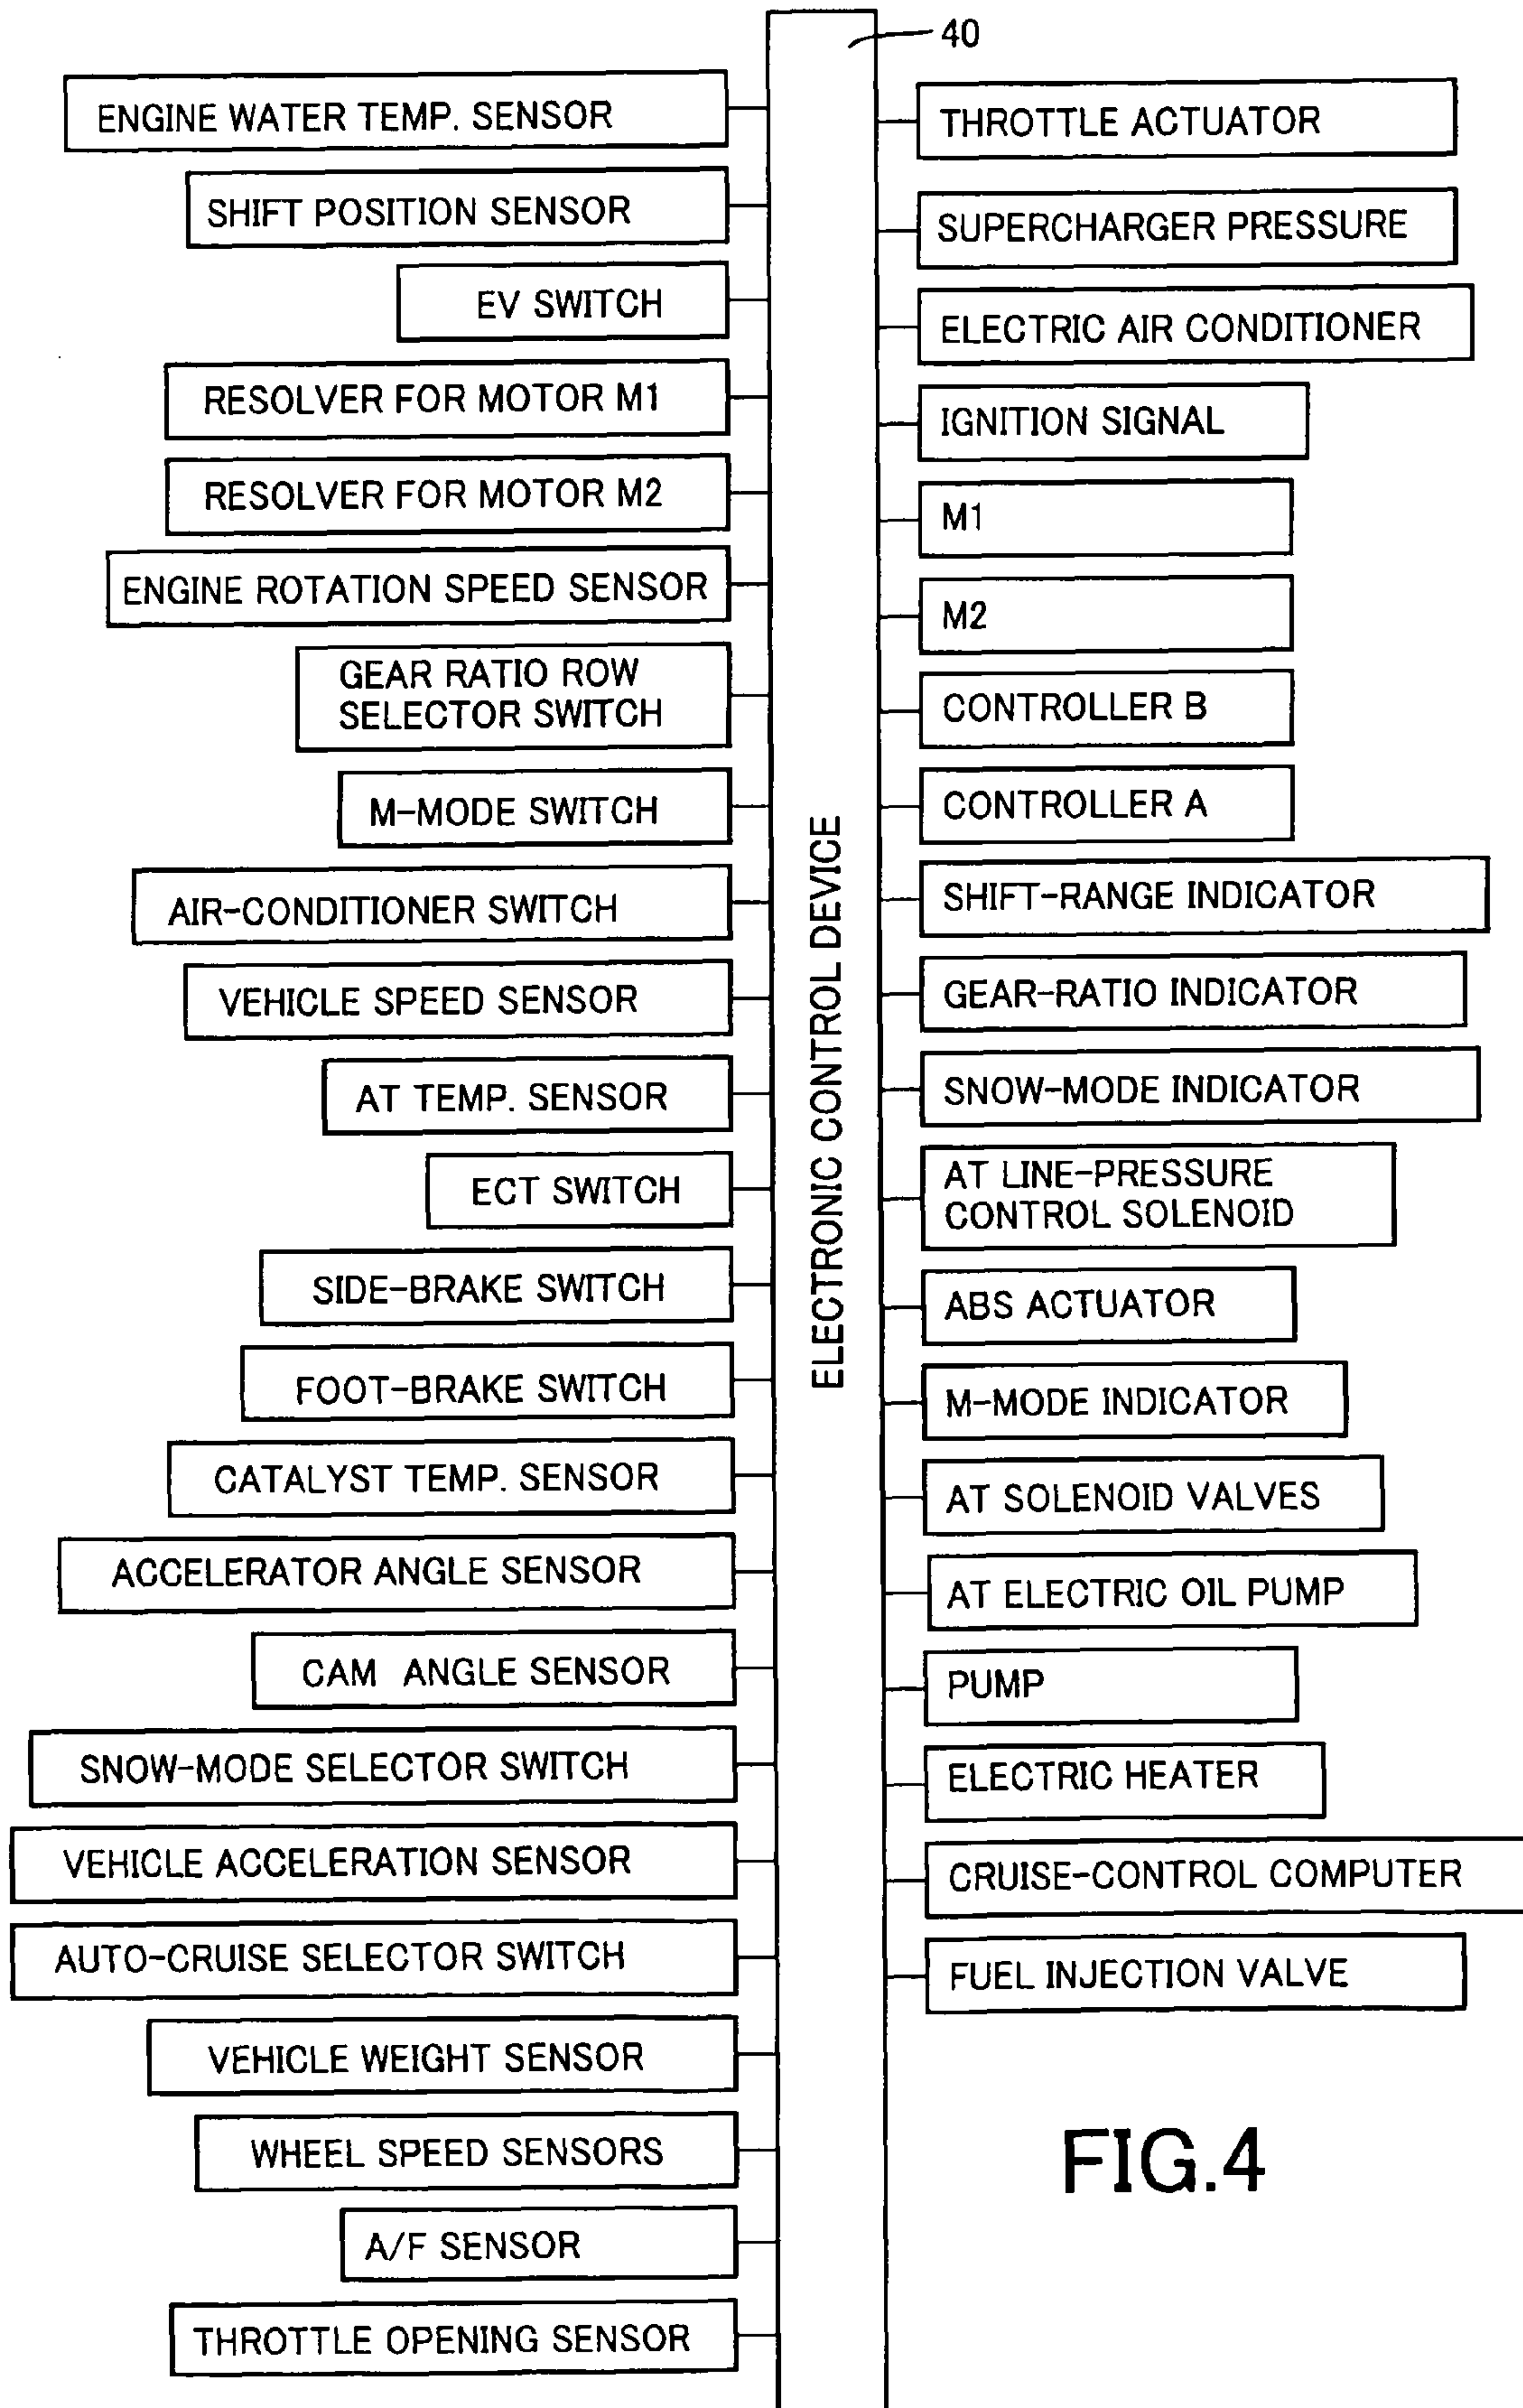 40
ENGINE WATER TEMP. SENSOR
SHIFT POSITION SENSOR
EV SWITCH
RESOLVER FOR MOTOR M1
RESOLVER FOR MOTOR M2
ENGINE ROTATION SPEED SENSOR
GEAR RATIO ROW
SELECTOR SWITCH
M-MODE SWITCH
AIR-CONDITIONER SWITCH
VEHICLE SPEED SENSOR
AT TEMP. SENSOR
ECT SWITCH
SIDE-BRAKE SWITCH
FOOT-BRAKE SWITCH
CATALYST TEMP. SENSOR
ACCELERATOR ANGLE SENSOR
CAM ANGLE SENSOR
SNOW-MODE SELECTOR SWITCH
VEHICLE ACCELERATION SENSOR
AUTO-CRUISE SELECTOR SWITCH
VEHICLE WEIGHT SENSOR
WHEEL SPEED SENSORS
A/F SENSOR
THROTTLE OPENING SENSOR
ELECTRONIC CONTROL DEVICE
THROTTLE ACTUATOR
SUPERCHARGER PRESSURE
ELECTRIC AIR CONDITIONER
IGNITION SIGNAL
M1
M2
CONTROLLER B
CONTROLLER A
SHIFT-RANGE INDICATOR
GEAR-RATIO INDICATOR
SNOW-MODE INDICATOR
AT LINE-PRESSURE
CONTROL SOLENOID
ABS ACTUATOR
M-MODE INDICATOR
AT SOLENOID VALVES
AT ELECTRIC OIL PUMP
PUMP
ELECTRIC HEATER
CRUISE-CONTROL COMPUTER
FUEL INJECTION VALVE
FIG.4